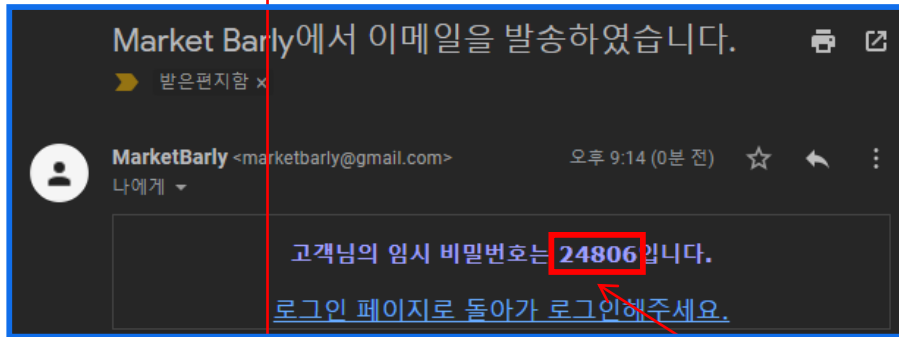 Market Barly에서 이메일을 발송하였습니다.
받은편지함 ×
MarketBarly <marketbarly@gmail.com> 오후 9:14 (0분 전)
나에게
고객님의 임시 비밀번호는 24806입니다.
로그인 페이지로 돌아가 로그인해주세요.